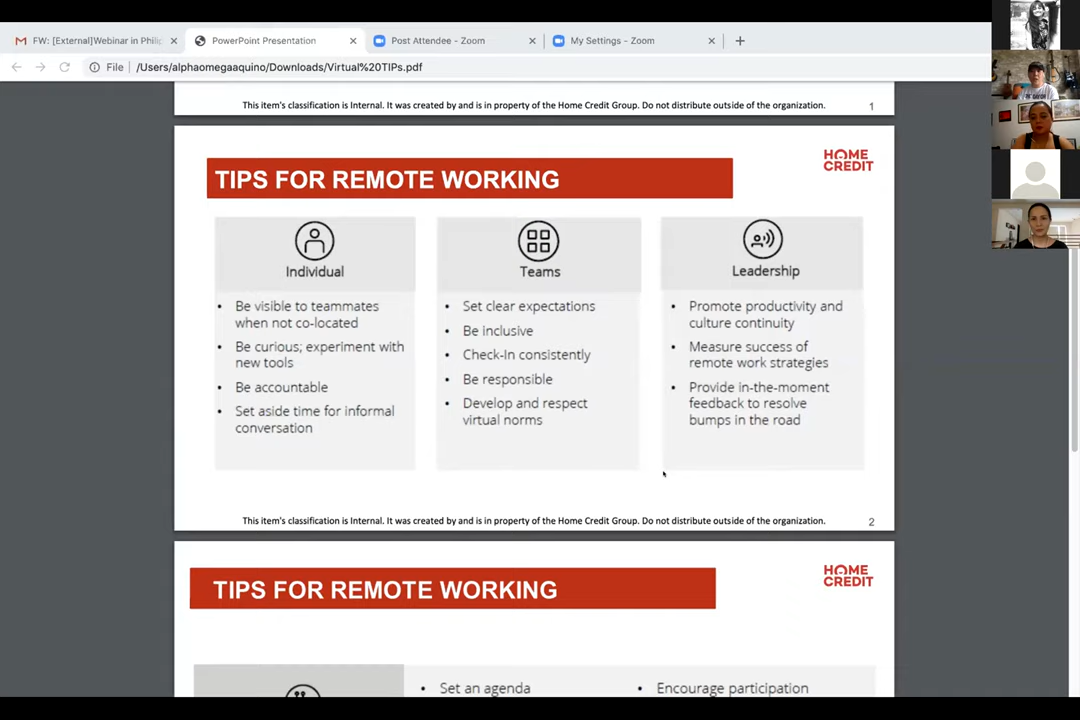 FW: [External]Webinar in Philip
PowerPoint Presentation
Post Attendee - Zoom
My Settings - Zoom
File
/Users/alphaomegaaquino/Downloads/Virtual%20TIPs.pdf
This item's classification is Internal. It was created by and is in property of the Home Credit Group. Do not distribute outside of the organization.
1
TIPS FOR REMOTE WORKING
HOME
CREDIT
Individual
• Be visible to teammates
when not co-located
• Be curious; experiment with
new tools
• Be accountable
• Set aside time for informal
conversation
Teams
• Set clear expectations
• Be inclusive
• Check-In consistently
• Be responsible
• Develop and respect
virtual norms
Leadership
• Promote productivity and
culture continuity
• Measure success of
remote work strategies
• Provide in-the-moment
feedback to resolve
bumps in the road
This item's classification is Internal. It was created by and is in property of the Home Credit Group. Do not distribute outside of the organization.
2
TIPS FOR REMOTE WORKING
HOME
CREDIT
• Set an agenda
• Encourage participation